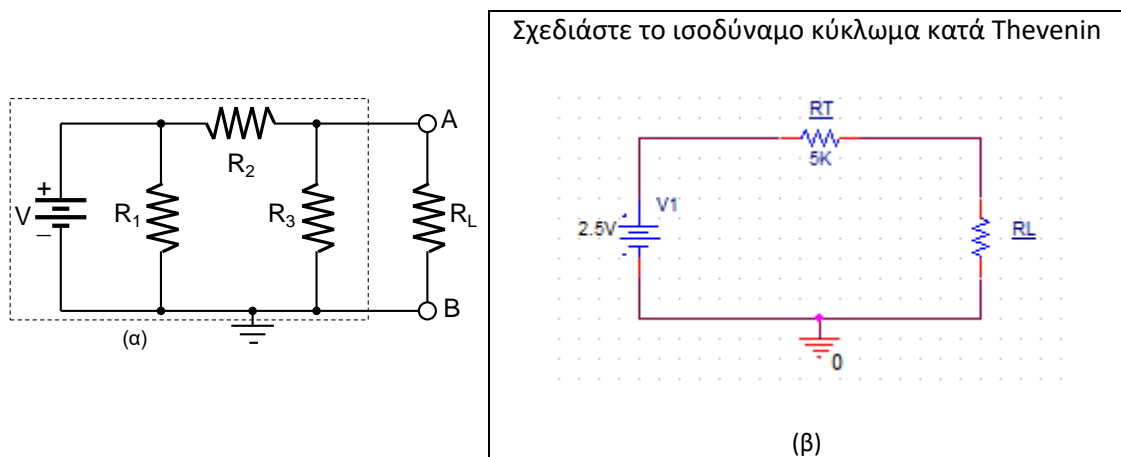 Σχεδιάστε το ισοδύναμο κύκλωμα κατά Thevenin
A
R2
V
+
–
R1
R3
RL
B
(α)
RT
5K
V1
2.5V
RL
0
(β)